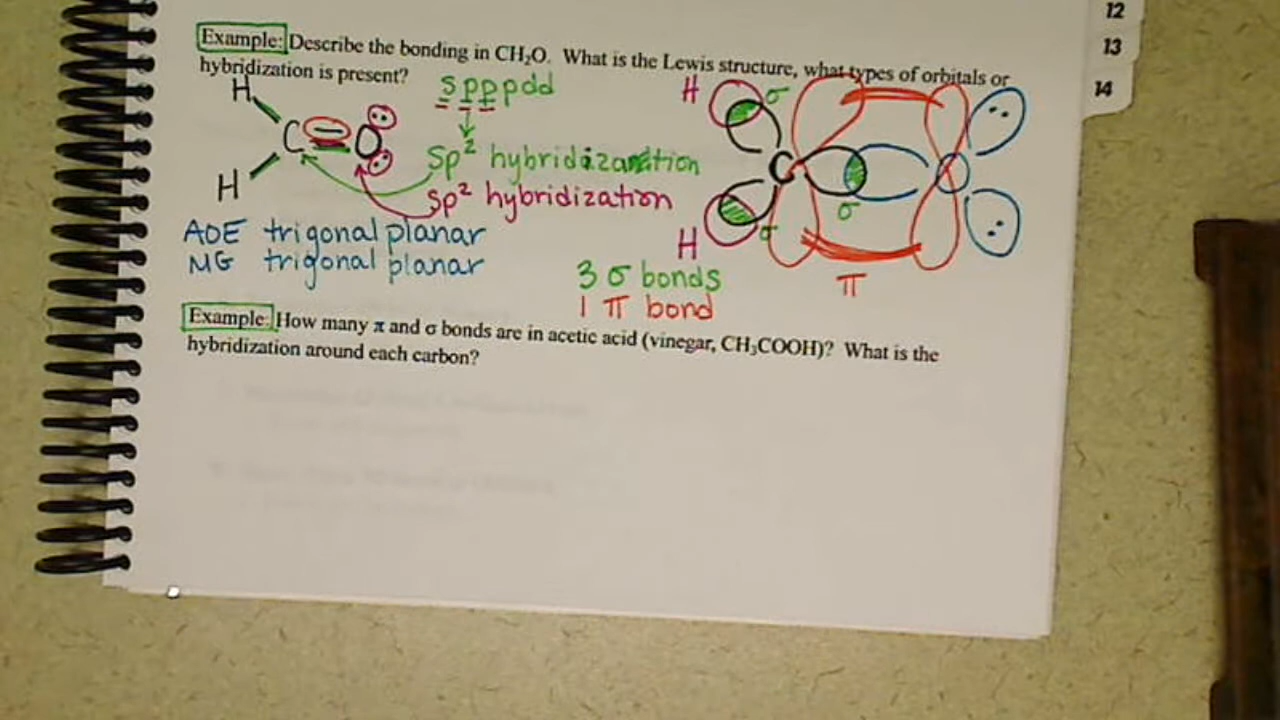 12
13
14
Example: Describe the bonding in CH₂O. What is the Lewis structure, what types of orbitals or
hybridization is present?
H
C O
H
spppdd
sp² hybridization
sp² hybridization
AOE trigonal planar
MG trigonal planar
H σ
C
σ
H σ
π
3 σ bonds
1 π bond
Example: How many π and σ bonds are in acetic acid (vinegar, CH₃COOH)? What is the
hybridization around each carbon?